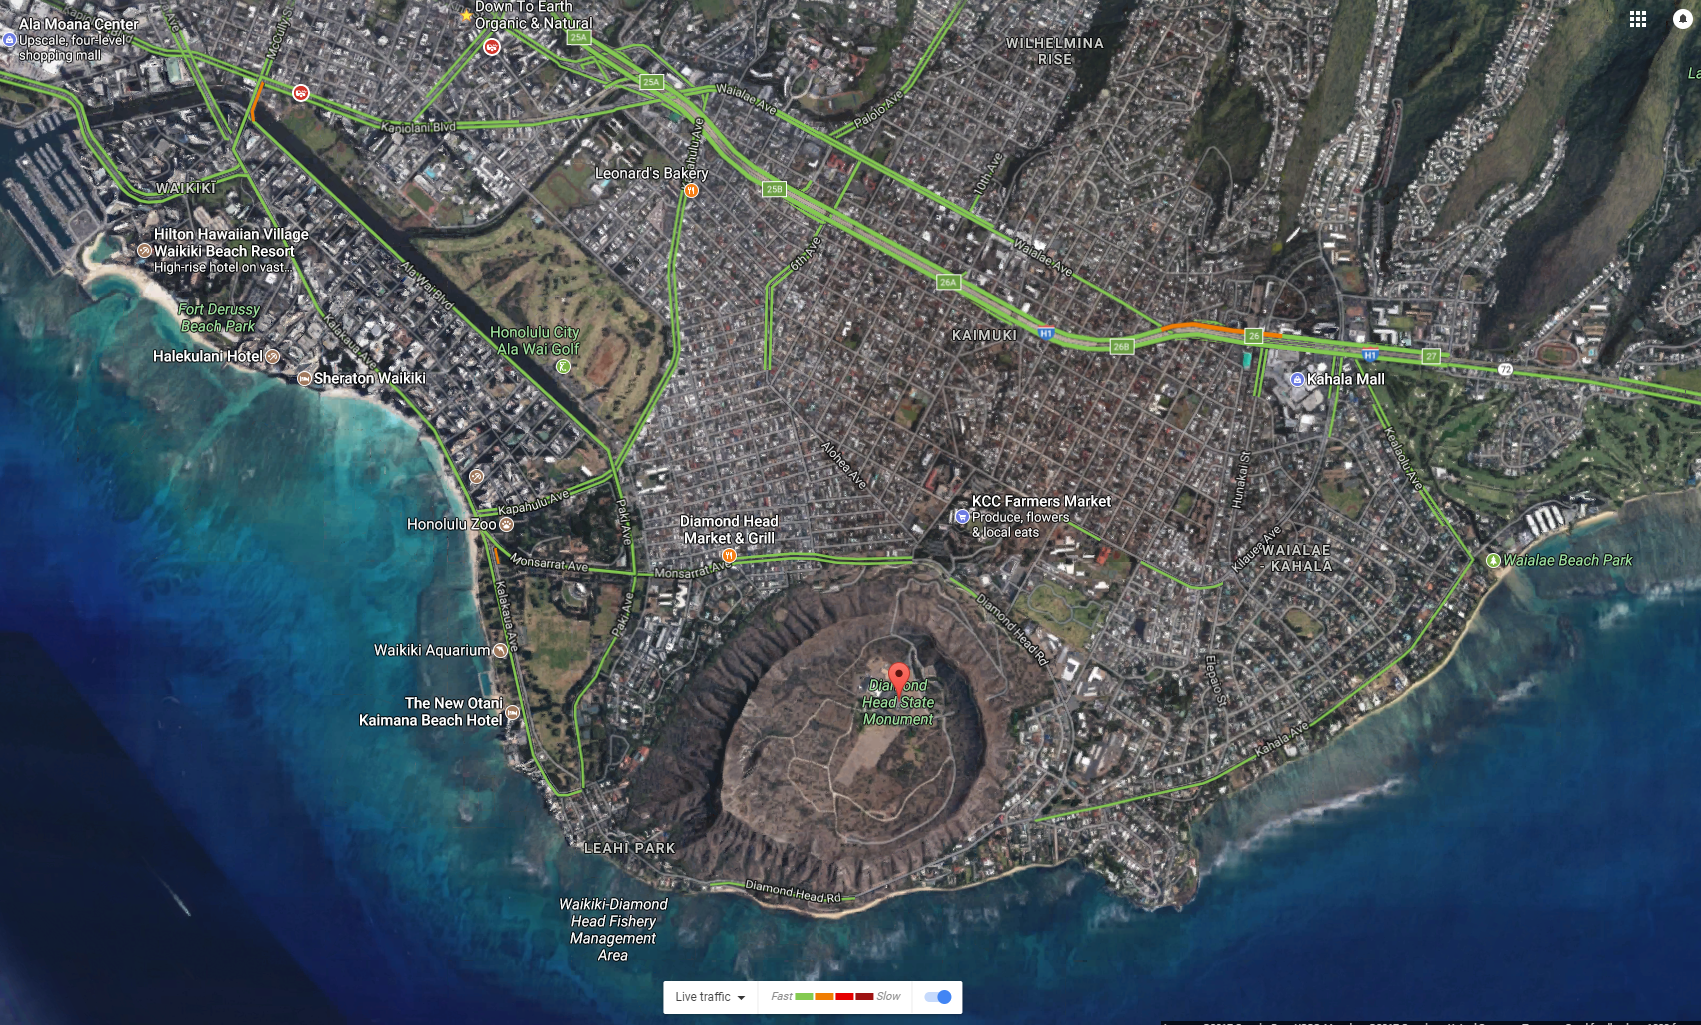 Ala Moana Center
Upscale, four-level
shopping mall
McCully St
Down To Earth
Organic & Natural
25A
25A
WILHELMINA
RISE
Waialae Ave
Palolo Ave
Kapiolani Blvd
Kapahulu Ave
Leonard's Bakery
25B
10th Ave
WAIKIKI
Hilton Hawaiian Village
Waikiki Beach Resort
High-rise hotel on vast...
Ala Wai Blvd
6th Ave
Waialae Ave
26A
Fort Derussy
Beach Park
Kalakaua Ave
Honolulu City
Ala Wai Golf
KAIMUKI
H1
26B
26
H1
27
72
Halekulani Hotel
Sheraton Waikiki
Kahala Mall
Kealaolu Ave
Alohea Ave
Hunakai St
Kapahulu Ave
Paki Ave
KCC Farmers Market
Produce, flowers
& local eats
Honolulu Zoo
Diamond Head
Market & Grill
Monsarrat Ave
Monsarrat Ave
Kilauea Ave
WAIALAE
- KAHALA
Waialae Beach Park
Kalakaua Ave
Paki Ave
Diamond Head Rd
Waikiki Aquarium
Elepaio St
Diamond
Head State
Monument
The New Otani
Kaimana Beach Hotel
Kahala Ave
LEAHI PARK
Diamond Head Rd
Waikiki-Diamond
Head Fishery
Management
Area
Live traffic
Fast
Slow